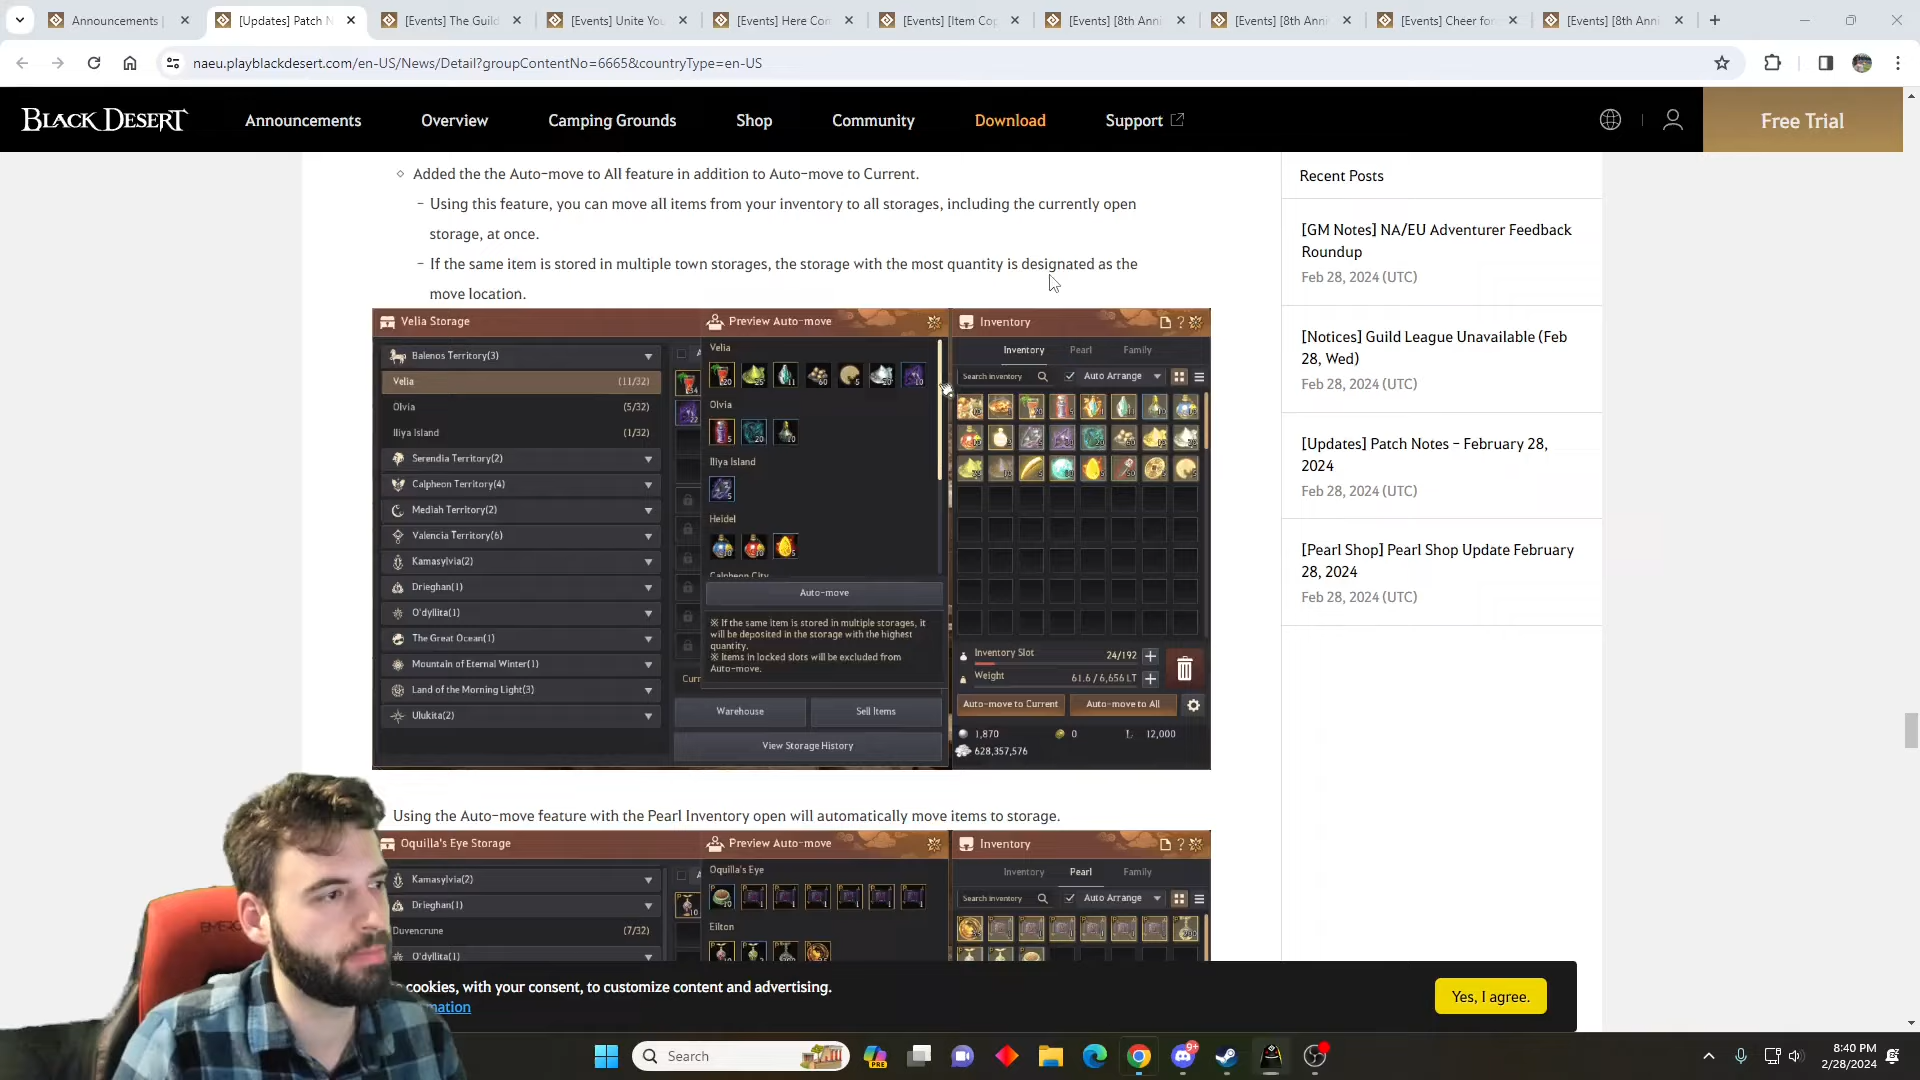 Announcements |
[Updates] Patch N
[Events] The Guild
[Events] Unite You
[Events] Here Con
[Events] [Item Cop
[Events] [8th Anni
[Events] [8th Anni
[Events] Cheer for
[Events] [8th Anni
naeu.playblackdesert.com/en-US/News/Detail?groupContentNo=6665&countryType=en-US
BLACK DESERT
Announcements
Overview
Camping Grounds
Shop
Community
Download
Support
Free Trial
Added the the Auto-move to All feature in addition to Auto-move to Current.
- Using this feature, you can move all items from your inventory to all storages, including the currently open
storage, at once.
- If the same item is stored in multiple town storages, the storage with the most quantity is designated as the
move location.
Velia Storage
Balenos Territory(3)
Velia (11/32)
Olvia (5/32)
Iliya Island (1/32)
Serendia Territory(2)
Calpheon Territory(4)
Mediah Territory(2)
Valencia Territory(6)
Kamasylvia(2)
Drieghan(1)
O'dyllita(1)
The Great Ocean(1)
Mountain of Eternal Winter(1)
Land of the Morning Light(3)
Ulukita(2)
Preview Auto-move
Velia
Olvia
Iliya Island
Heidel
Calpheon City
Auto-move
※ If the same item is stored in multiple storages, it
will be deposited in the storage with the highest
quantity.
※ Items in locked slots will be excluded from
Auto-move.
Curr
Warehouse
Sell Items
View Storage History
Inventory
Inventory Pearl Family
Search inventory
Auto Arrange
Inventory Slot 24/192
Weight 61.6 / 6,656 LT
Auto-move to Current
Auto-move to All
1,870 0 12,000
628,357,576
Using the Auto-move feature with the Pearl Inventory open will automatically move items to storage.
Oquilla's Eye Storage
Kamasylvia(2)
Drieghan(1)
Duvencrune (7/32)
O'dyllita(1)
Preview Auto-move
Oquilla's Eye
Eilton
Inventory
Inventory Pearl Family
Search inventory
Auto Arrange
Recent Posts
[GM Notes] NA/EU Adventurer Feedback
Roundup
Feb 28, 2024 (UTC)
[Notices] Guild League Unavailable (Feb
28, Wed)
Feb 28, 2024 (UTC)
[Updates] Patch Notes - February 28,
2024
Feb 28, 2024 (UTC)
[Pearl Shop] Pearl Shop Update February
28, 2024
Feb 28, 2024 (UTC)
cookies, with your consent, to customize content and advertising.
mation
Yes, I agree.
Search
PRE
9+
8:40 PM
2/28/2024